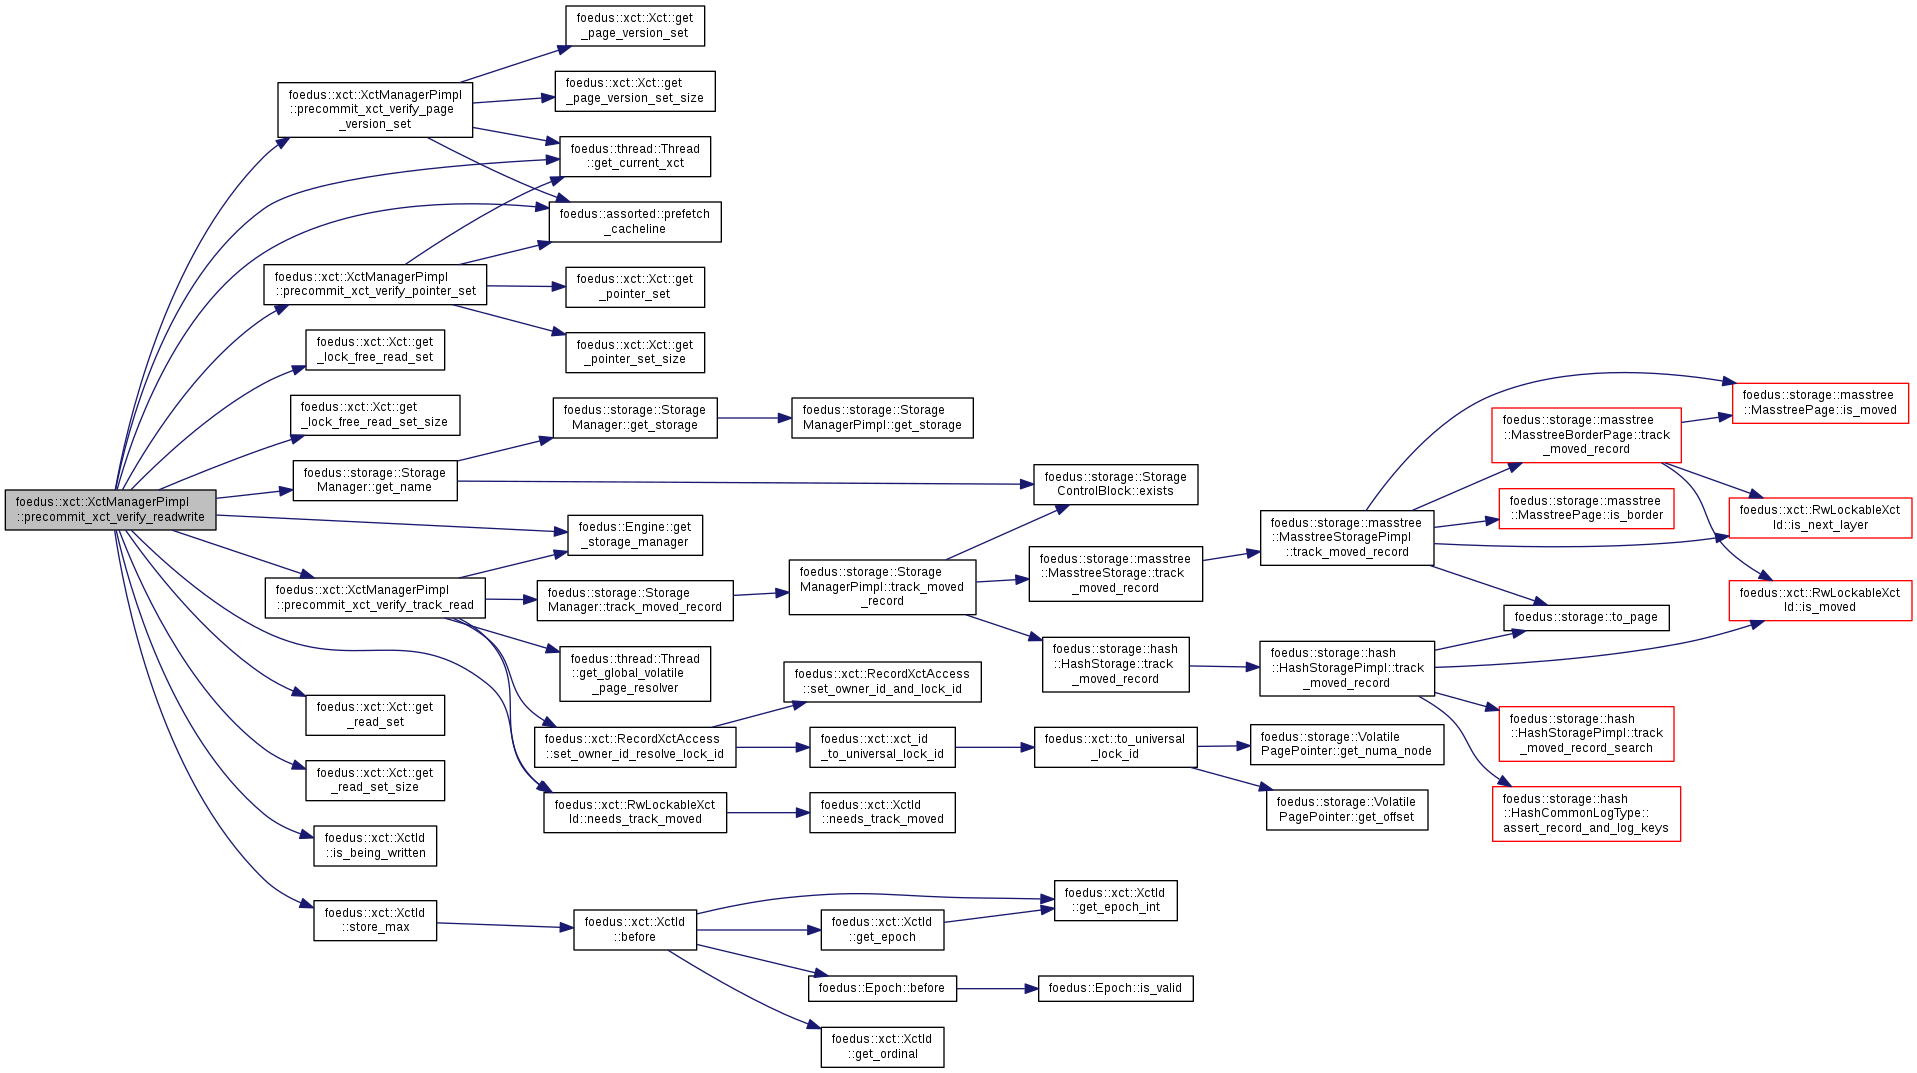 foedus::xct::Xct::get
_page_version_set
foedus::xct::XctManagerPimpl
::precommit_xct_verify_page
_version_set
foedus::xct::Xct::get
_page_version_set_size
foedus::thread::Thread
::get_current_xct
foedus::assorted::prefetch
_cacheline
foedus::xct::XctManagerPimpl
::precommit_xct_verify_pointer_set
foedus::xct::Xct::get
_pointer_set
foedus::xct::Xct::get
_lock_free_read_set
foedus::xct::Xct::get
_pointer_set_size
foedus::xct::Xct::get
_lock_free_read_set_size
foedus::storage::Storage
Manager::get_storage
foedus::storage::Storage
ManagerPimpl::get_storage
foedus::storage::Storage
Manager::get_name
foedus::storage::Storage
ControlBlock::exists
foedus::xct::XctManagerPimpl
::precommit_xct_verify_readwrite
foedus::Engine::get
_storage_manager
foedus::xct::XctManagerPimpl
::precommit_xct_verify_track_read
foedus::storage::Storage
Manager::track_moved_record
foedus::storage::Storage
ManagerPimpl::track_moved
_record
foedus::storage::masstree
::MasstreeStorage::track
_moved_record
foedus::storage::masstree
::MasstreeStoragePimpl
::track_moved_record
foedus::storage::masstree
::MasstreePage::is_moved
foedus::storage::masstree
::MasstreeBorderPage::track
_moved_record
foedus::storage::masstree
::MasstreePage::is_border
foedus::xct::RwLockableXct
Id::is_next_layer
foedus::xct::RwLockableXct
Id::is_moved
foedus::storage::to_page
foedus::storage::hash
::HashStorage::track
_moved_record
foedus::storage::hash
::HashStoragePimpl::track
_moved_record
foedus::storage::hash
::HashStoragePimpl::track
_moved_record_search
foedus::storage::hash
::HashCommonLogType::
assert_record_and_log_keys
foedus::thread::Thread
::get_global_volatile
_page_resolver
foedus::xct::RecordXctAccess
::set_owner_id_and_lock_id
foedus::xct::RecordXctAccess
::set_owner_id_resolve_lock_id
foedus::xct::xct_id
_to_universal_lock_id
foedus::xct::to_universal
_lock_id
foedus::storage::Volatile
PagePointer::get_numa_node
foedus::storage::Volatile
PagePointer::get_offset
foedus::xct::Xct::get
_read_set
foedus::xct::Xct::get
_read_set_size
foedus::xct::RwLockableXct
Id::needs_track_moved
foedus::xct::XctId
::needs_track_moved
foedus::xct::XctId
::is_being_written
foedus::xct::XctId
::store_max
foedus::xct::XctId
::before
foedus::xct::XctId
::get_epoch_int
foedus::xct::XctId
::get_epoch
foedus::Epoch::before
foedus::Epoch::is_valid
foedus::xct::XctId
::get_ordinal